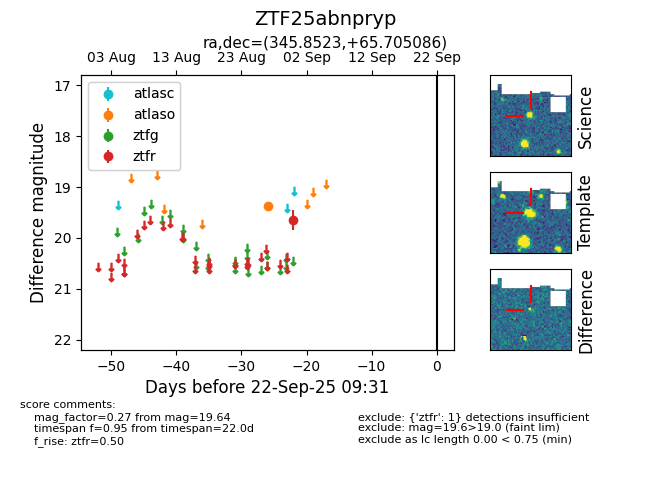 ZTF25abnpryp
ra,dec=(345.8523,+65.705086)
03 Aug 13 Aug 23 Aug 02 Sep 12 Sep 22 Sep
17
18
19
20
21
22
Difference magnitude
atlasc
atlaso
ztfg
ztfr
−50 −40 −30 −20 −10 0
Days before 22-Sep-25 09:31
Science
Template
Difference
score comments:
mag_factor=0.27 from mag=19.64
timespan f=0.95 from timespan=22.0d
f_rise: ztfr=0.50
exclude: {'ztfr': 1} detections insufficient
exclude: mag=19.6>19.0 (faint lim)
exclude as lc length 0.00 < 0.75 (min)